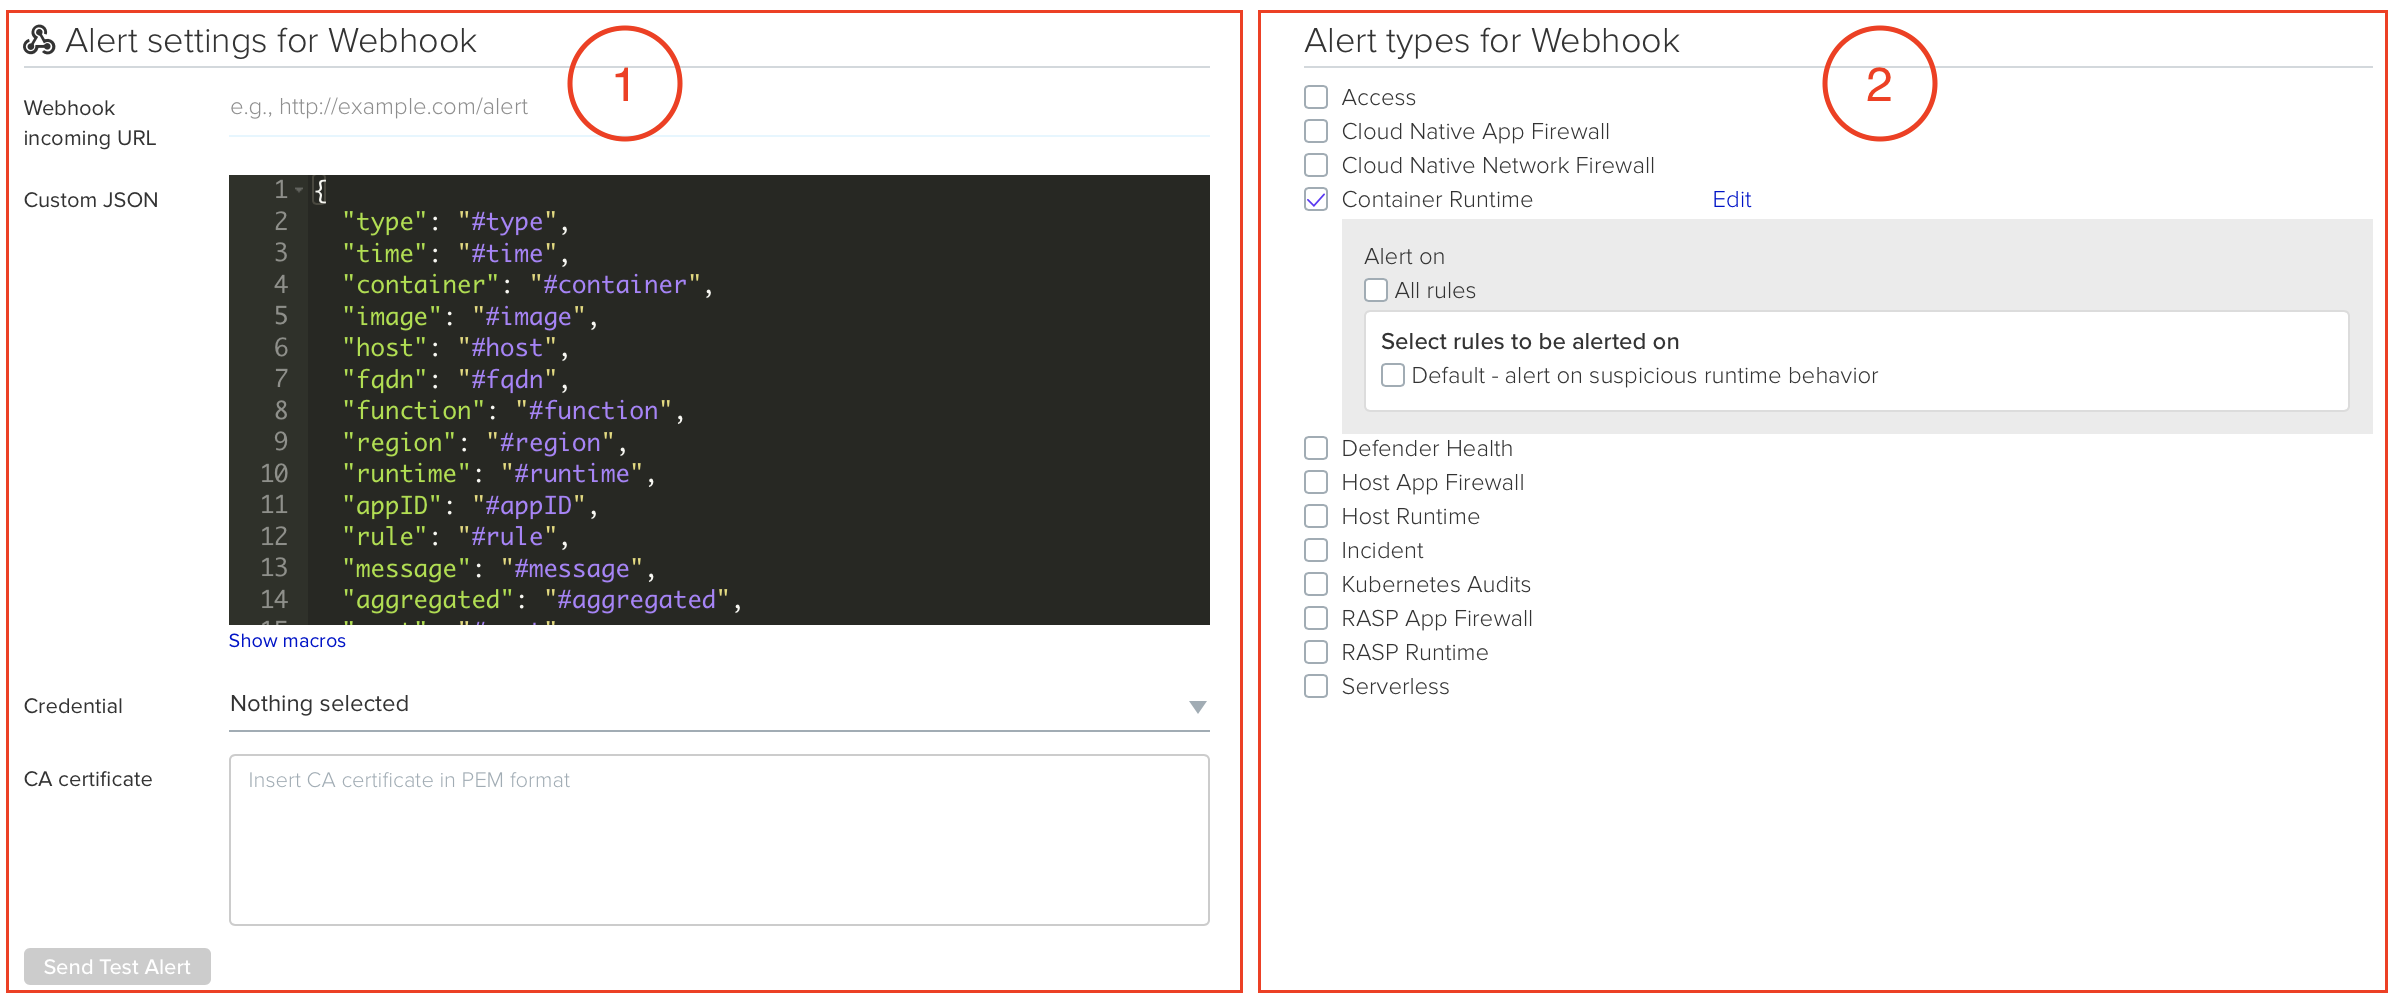 Alert settings for Webhook
1
Webhook
incoming URL
e.g., http://example.com/alert
Custom JSON
1 {
2 "type": "#type",
3 "time": "#time",
4 "container": "#container",
5 "image": "#image",
6 "host": "#host",
7 "fqdn": "#fqdn",
8 "function": "#function",
9 "region": "#region",
10 "runtime": "#runtime",
11 "appID": "#appID",
12 "rule": "#rule",
13 "message": "#message",
14 "aggregated": "#aggregated",
Show macros
Credential
Nothing selected
CA certificate
Insert CA certificate in PEM format
Send Test Alert
Alert types for Webhook
2
Access
Cloud Native App Firewall
Cloud Native Network Firewall
Container Runtime Edit
Alert on
All rules
Select rules to be alerted on
Default - alert on suspicious runtime behavior
Defender Health
Host App Firewall
Host Runtime
Incident
Kubernetes Audits
RASP App Firewall
RASP Runtime
Serverless